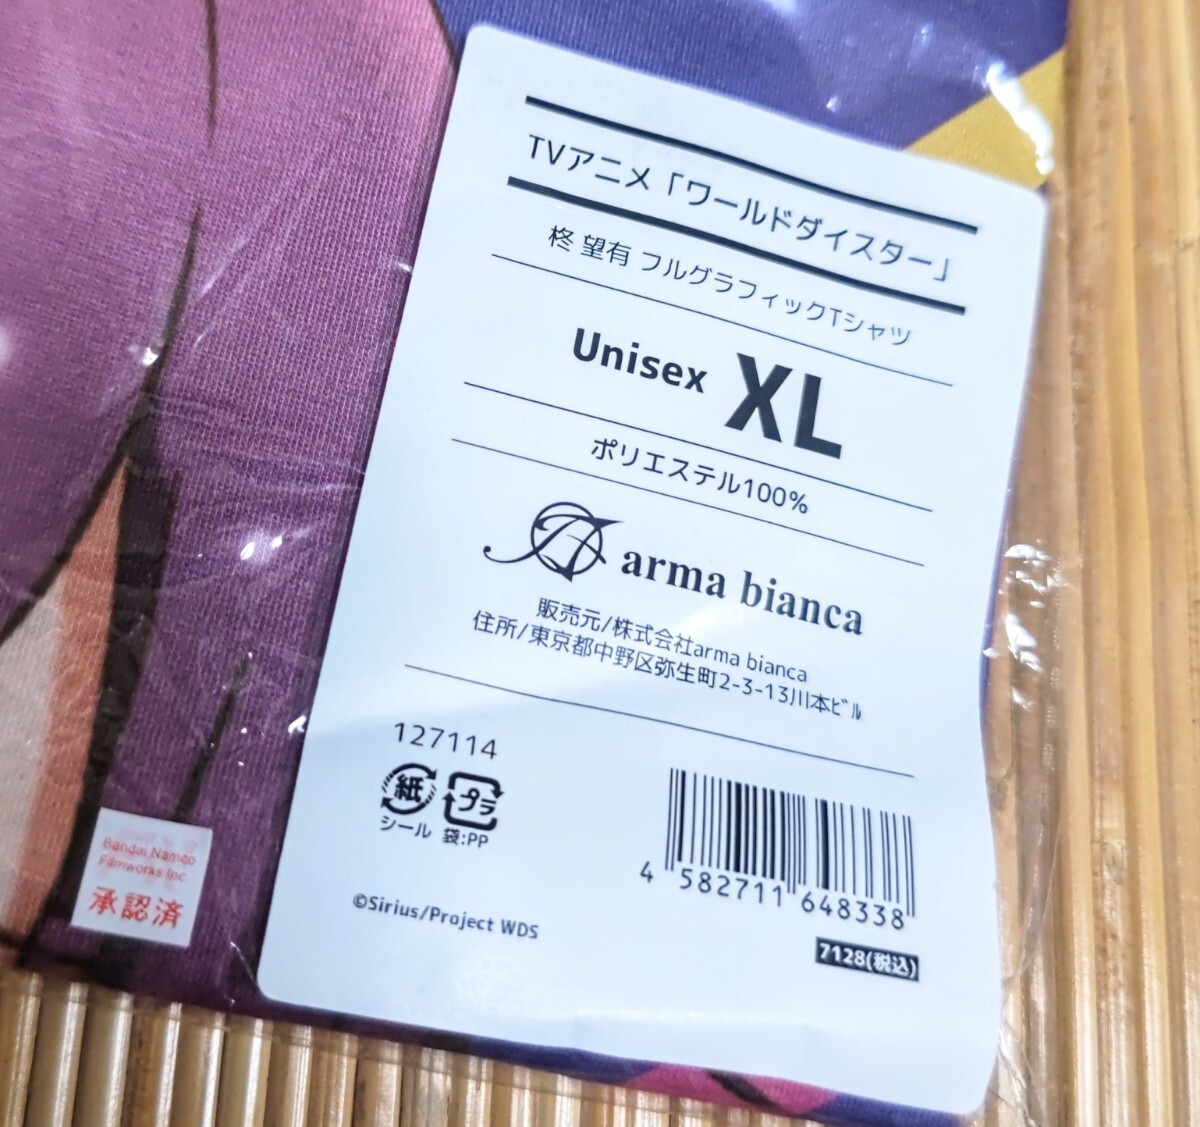 TVアニメ「ワールドダイスター」
柊 望有 フルグラフィックTシャツ
Unisex XL
ポリエステル100%
arma bianca
販売元/株式会社arma bianca
住所/東京都中野区弥生町2-3-13川本ビル
127114
紙 プラ
シール 袋:PP
4 582711 648338
©Sirius/Project WDS
7128(税込)
Bandai Namco
Filmworks Inc.
承認済